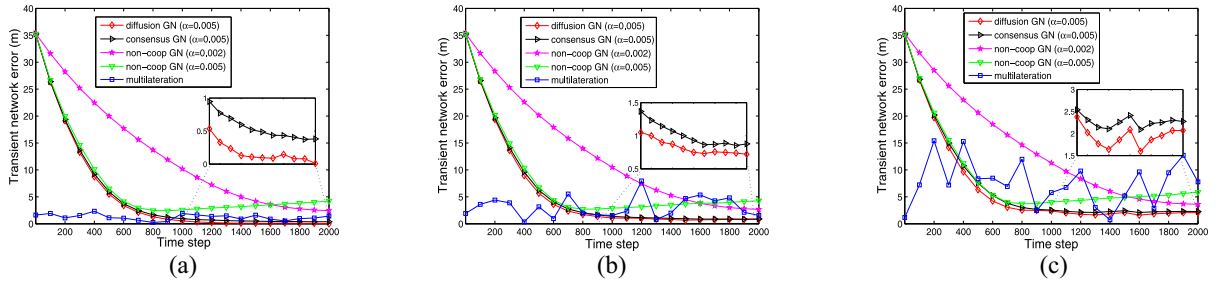 diffusion GN (α=0.005)
consensus GN (α=0.005)
non-coop GN (α=0.002)
non-coop GN (α=0.005)
multilateration
Transient network error (m)
40
35
30
25
20
15
10
5
0
1
0.5
0
200 400 600 800 1000 1200 1400 1600 1800 2000
Time step
(a)
diffusion GN (α=0.005)
consensus GN (α=0.005)
non-coop GN (α=0.002)
non-coop GN (α=0.005)
multilateration
Transient network error (m)
40
35
30
25
20
15
10
5
0
1.5
1
0.5
200 400 600 800 1000 1200 1400 1600 1800 2000
Time step
(b)
diffusion GN (α=0.005)
consensus GN (α=0.005)
non-coop GN (α=0.002)
non-coop GN (α=0.005)
multilateration
Transient network error (m)
40
35
30
25
20
15
10
5
0
3
2.5
2
1.5
200 400 600 800 1000 1200 1400 1600 1800 2000
Time step
(c)